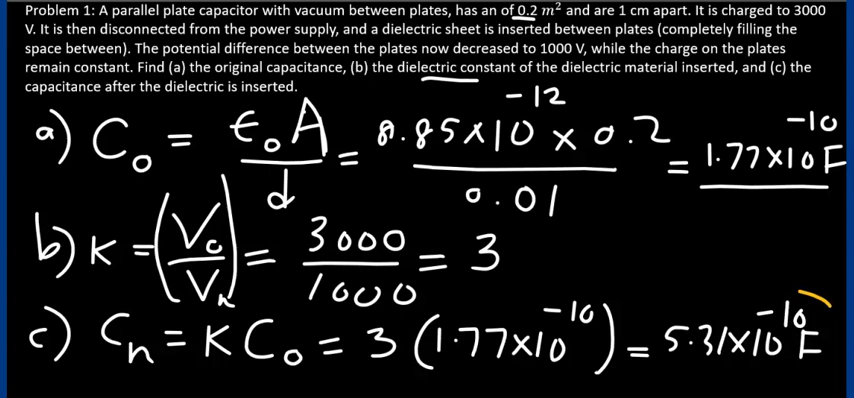 Problem 1: A parallel plate capacitor with vacuum between plates, has an of 0.2 m² and are 1 cm apart. It is charged to 3000
V. It is then disconnected from the power supply, and a dielectric sheet is inserted between plates (completely filling the
space between). The potential difference between the plates now decreased to 1000 V, while the charge on the plates
remain constant. Find (a) the original capacitance, (b) the dielectric constant of the dielectric material inserted, and (c) the
capacitance after the dielectric is inserted.
a) C₀ = ε₀A / d = 8.85×10⁻¹² × 0.2 / 0.01 = 1.77×10⁻¹⁰ F
b) K = (V₀ / Vₙ) = 3000 / 1000 = 3
c) Cₙ = KC₀ = 3 (1.77×10⁻¹⁰) = 5.31×10⁻¹⁰ F